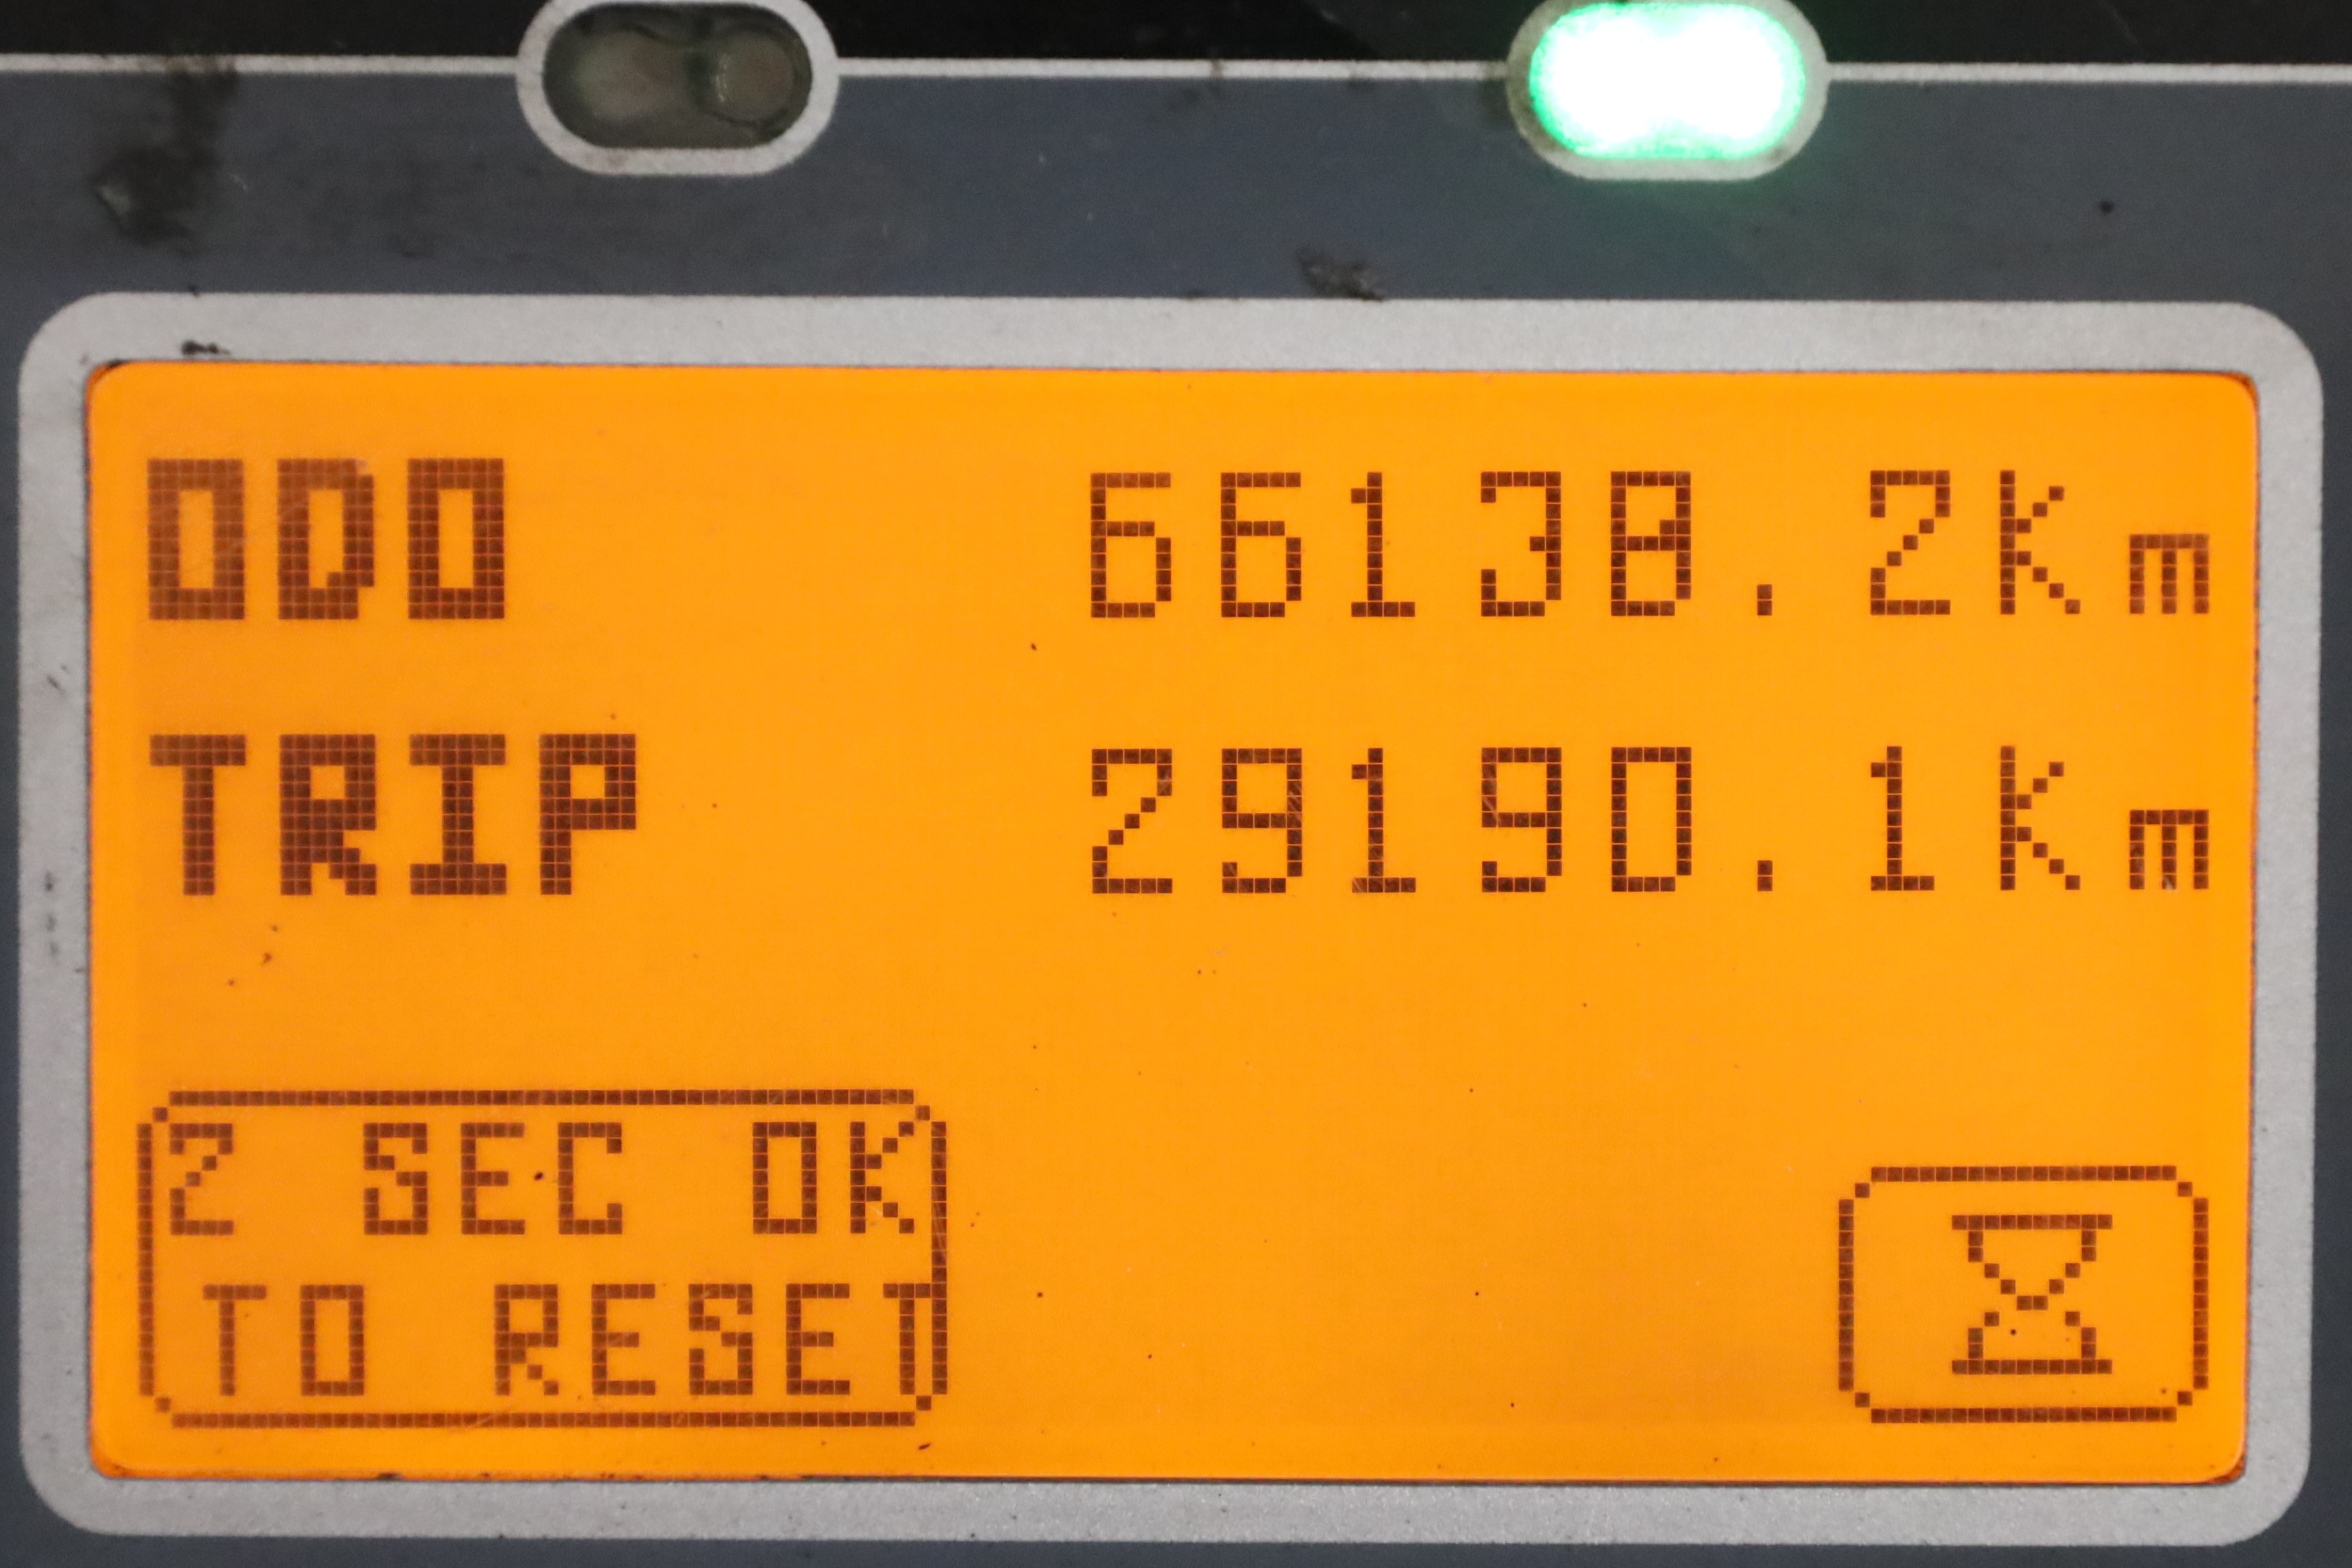 ODO 66138.2Km
TRIP 29190.1Km
2 SEC OK
TO RESET